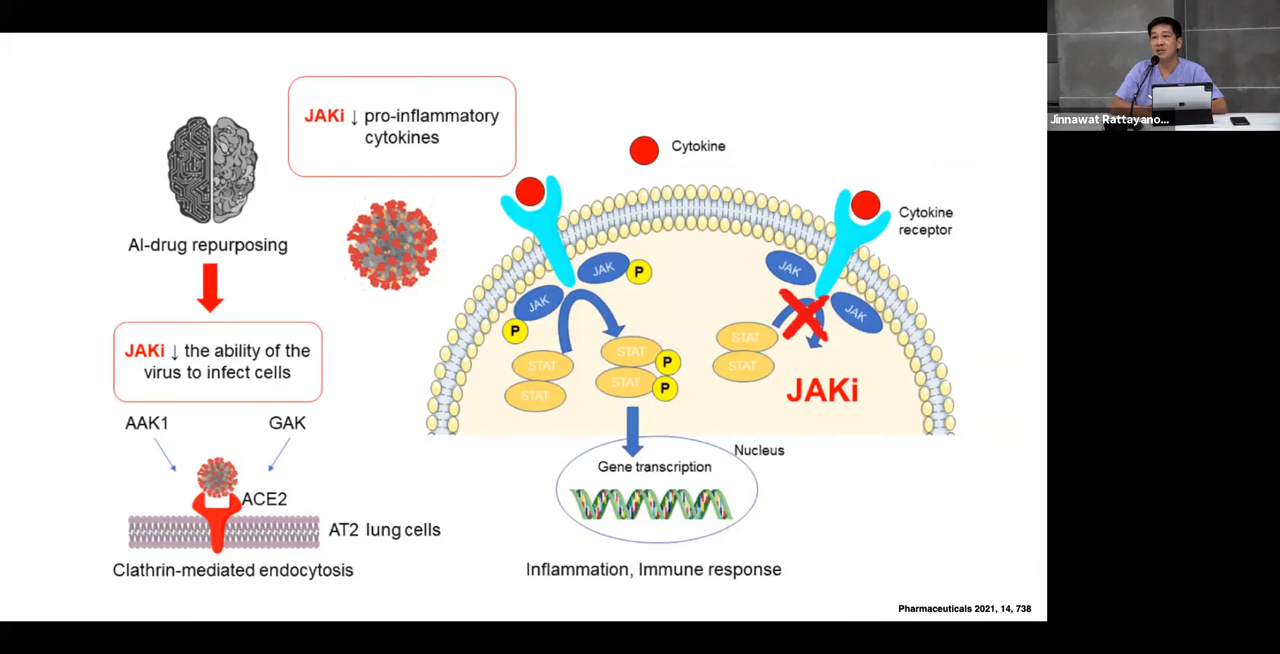 JAKi ↓ pro-inflammatory
cytokines
AI-drug repurposing
JAKi ↓ the ability of the
virus to infect cells
AAK1
GAK
ACE2
AT2 lung cells
Clathrin-mediated endocytosis
Cytokine
Cytokine
receptor
JAK
P
JAK
P
STAT
STAT
STAT
P
STAT
P
JAK
JAK
STAT
STAT
JAKi
Nucleus
Gene transcription
Inflammation, Immune response
Pharmaceuticals 2021, 14, 738
Jinnawat Rattayano...